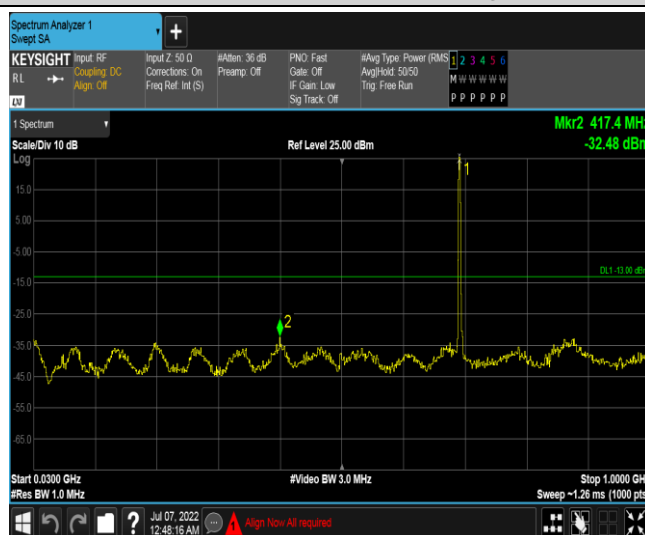 Spectrum Analyzer 1
Swept SA
+
KEYSIGHT Input: RF Input Z: 50 Ω #Atten: 36 dB PNO: Fast #Avg Type: Power (RMS 1 2 3 4 5 6
RL Coupling: DC Corrections: On Preamp: Off Gate: Off Avg|Hold: 50/50 M W W W W W
Align: Off Freq Ref: Int (S) IF Gain: Low Trig: Free Run
Sig Track: Off P P P P P P
LXI
1 Spectrum Mkr2 417.4 MH
Scale/Div 10 dB Ref Level 25.00 dBm -32.48 dBn
Log
1
15.0
5.00
-5.00
DL1 -13.00 dBn
-15.0
-25.0
2
-35.0
-45.0
-55.0
-65.0
Start 0.0300 GHz #Video BW 3.0 MHz Stop 1.0000 GH
#Res BW 1.0 MHz Sweep ~1.26 ms (1000 pts
? Jul 07, 2022
12:48:16 AM Align Now All required